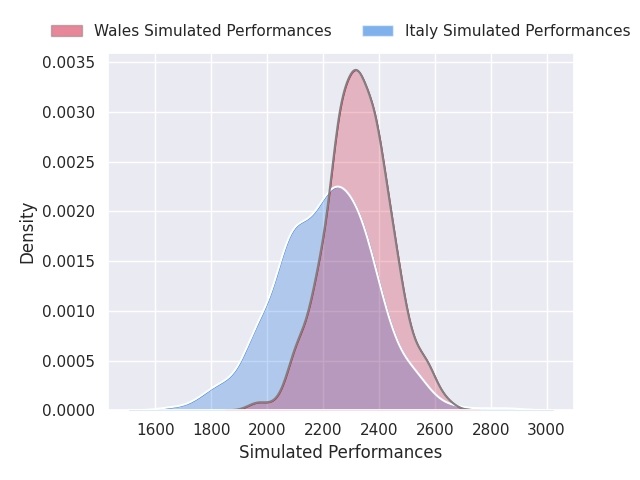 Wales Simulated Performances Italy Simulated Performances
0.0035
0.0030
0.0025
0.0020
0.0015
0.0010
0.0005
0.0000
Density
1600 1800 2000 2200 2400 2600 2800 3000
Simulated Performances